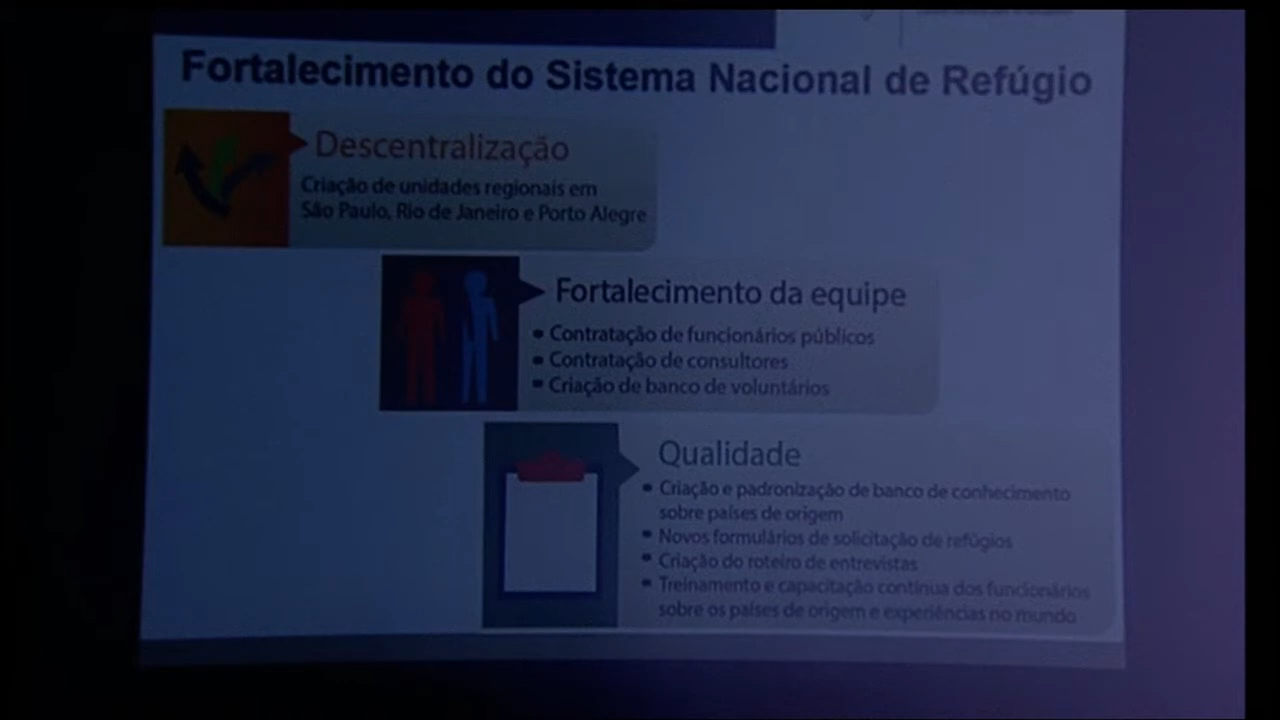 Fortalecimento do Sistema Nacional de Refúgio
Descentralização
Criação de unidades regionais em
São Paulo, Rio de Janeiro e Porto Alegre
Fortalecimento da equipe
Contratação de funcionários públicos
Contratação de consultores
Criação de banco de voluntários
Qualidade
Criação e padronização de banco de conhecimento
sobre países de origem
Novos formulários de solicitação de refúgios
Criação do roteiro de entrevistas
Treinamento e capacitação contínua dos funcionários
sobre os países de origem e experiências no mundo